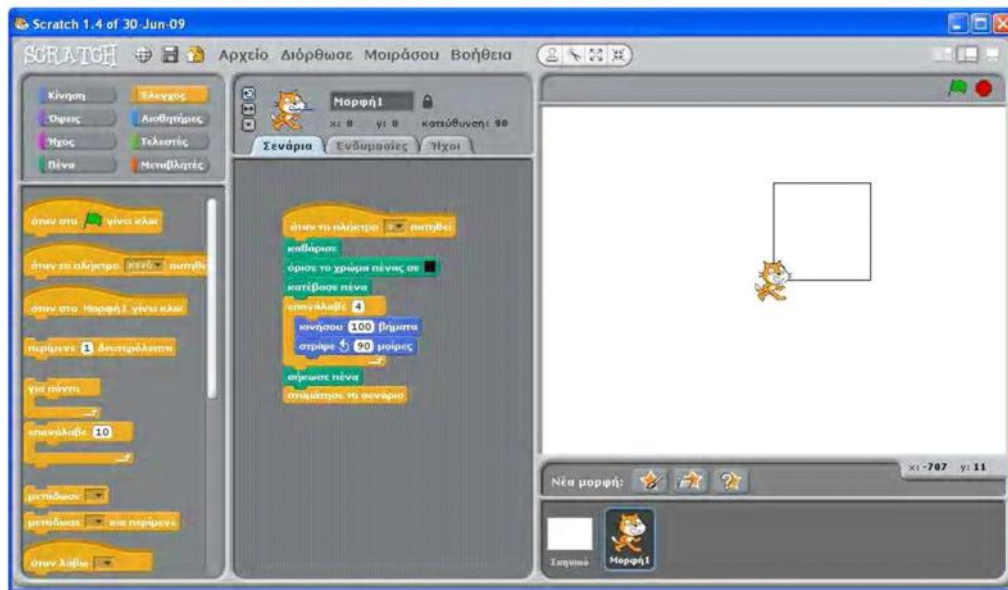 Scratch 1.4 of 30-Jun-09
SCRATCH Αρχείο Διόρθωσε Μοιράσου Βοήθεια
Κίνηση Έλεγχος
Όψεις Αισθητήρες
Ήχος Τελεστές
Πένα Μεταβλητές
Μορφή1
x: 0 y: 0 κατεύθυνση: 90
Σενάρια Ενδυμασίες Ήχοι
όταν στο γίνει κλικ
όταν το πλήκτρο κενό πατηθεί
όταν στο Μορφή1 γίνει κλικ
περίμενε 1 δευτερόλεπτα
για πάντα
επανάλαβε 10
μετάδωσε
μετάδωσε και περίμενε
όταν λάβω
όταν το πλήκτρο πατηθεί
καθάρισε
όρισε το χρώμα πένας σε
κατέβασε πένα
επανάλαβε 4
κινήσου 100 βήματα
στρίψε 90 μοίρες
σήκωσε πένα
σταμάτησε το σενάριο
x: -707 y: 11
Νέα μορφή:
Σκηνικό Μορφή1